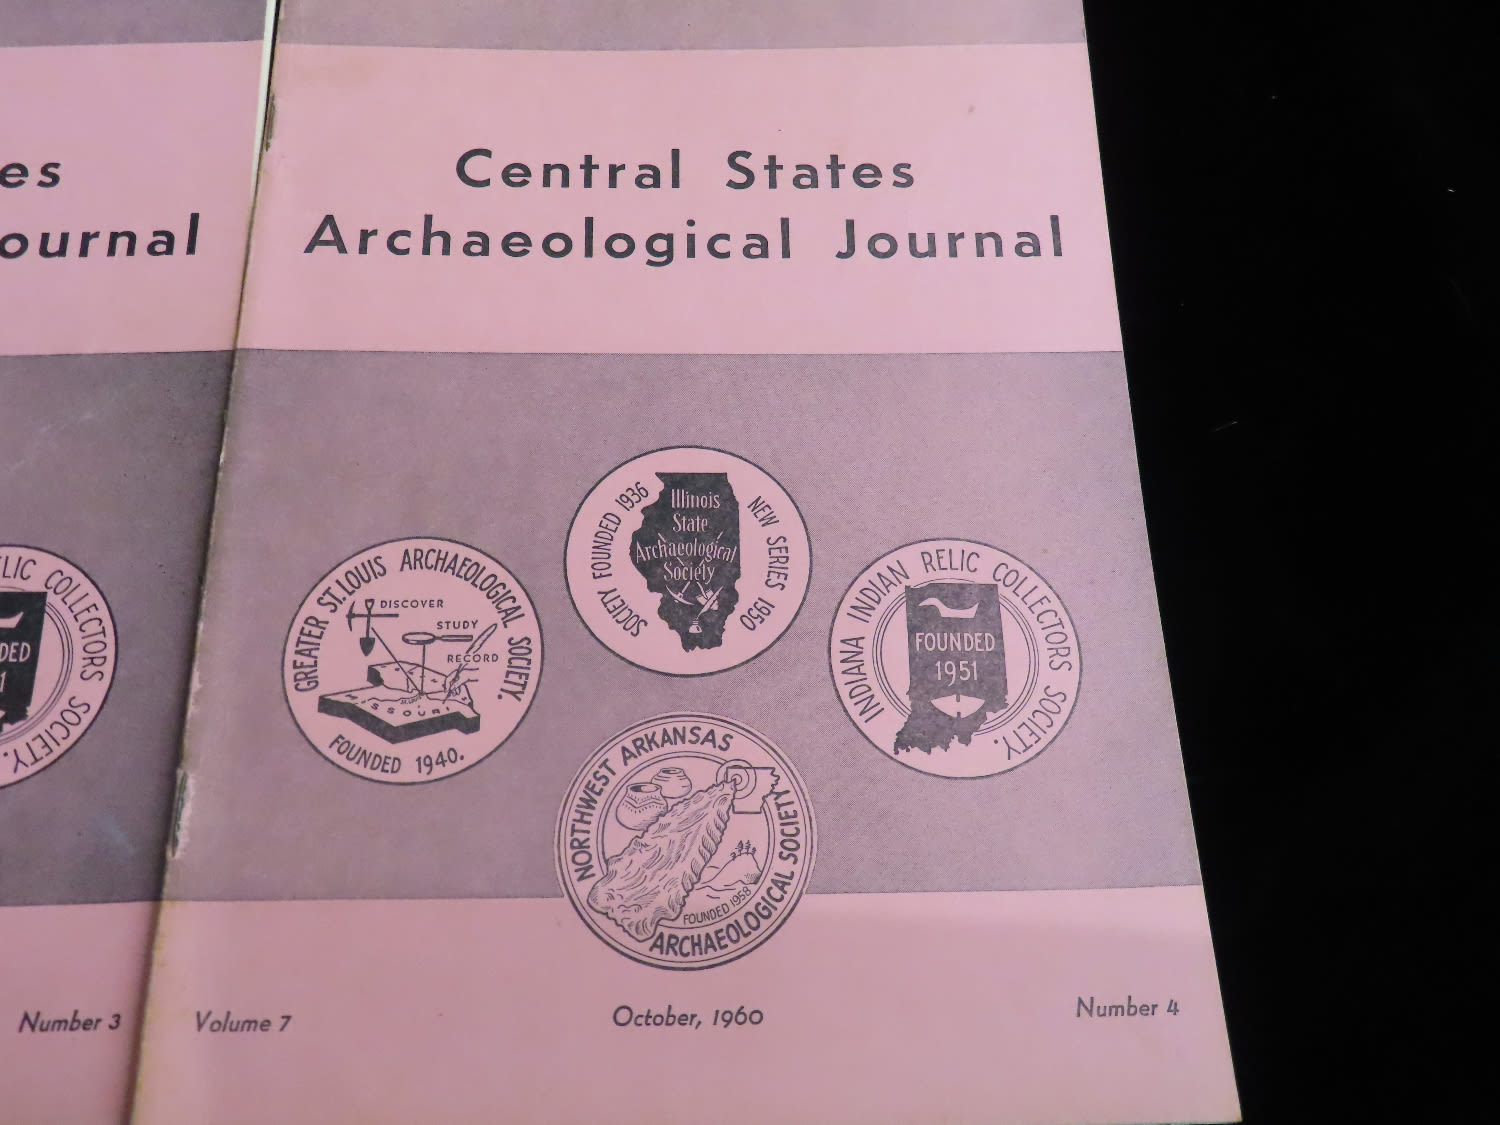 es
ournal
LIC COLLECTORS SOCIETY.
DED
1
Number 3
Central States
Archaeological Journal
SOCIETY FOUNDED 1936
NEW SERIES 1950
Illinois
State
Archaeological
Society
GREATER ST. LOUIS ARCHAEOLOGICAL SOCIETY.
DISCOVER
STUDY
RECORD
MISSOURI
FOUNDED 1940.
INDIANA INDIAN RELIC COLLECTORS SOCIETY.
FOUNDED
1951
NORTHWEST ARKANSAS
ARCHAEOLOGICAL SOCIETY
FOUNDED 1958
Volume 7
October, 1960
Number 4